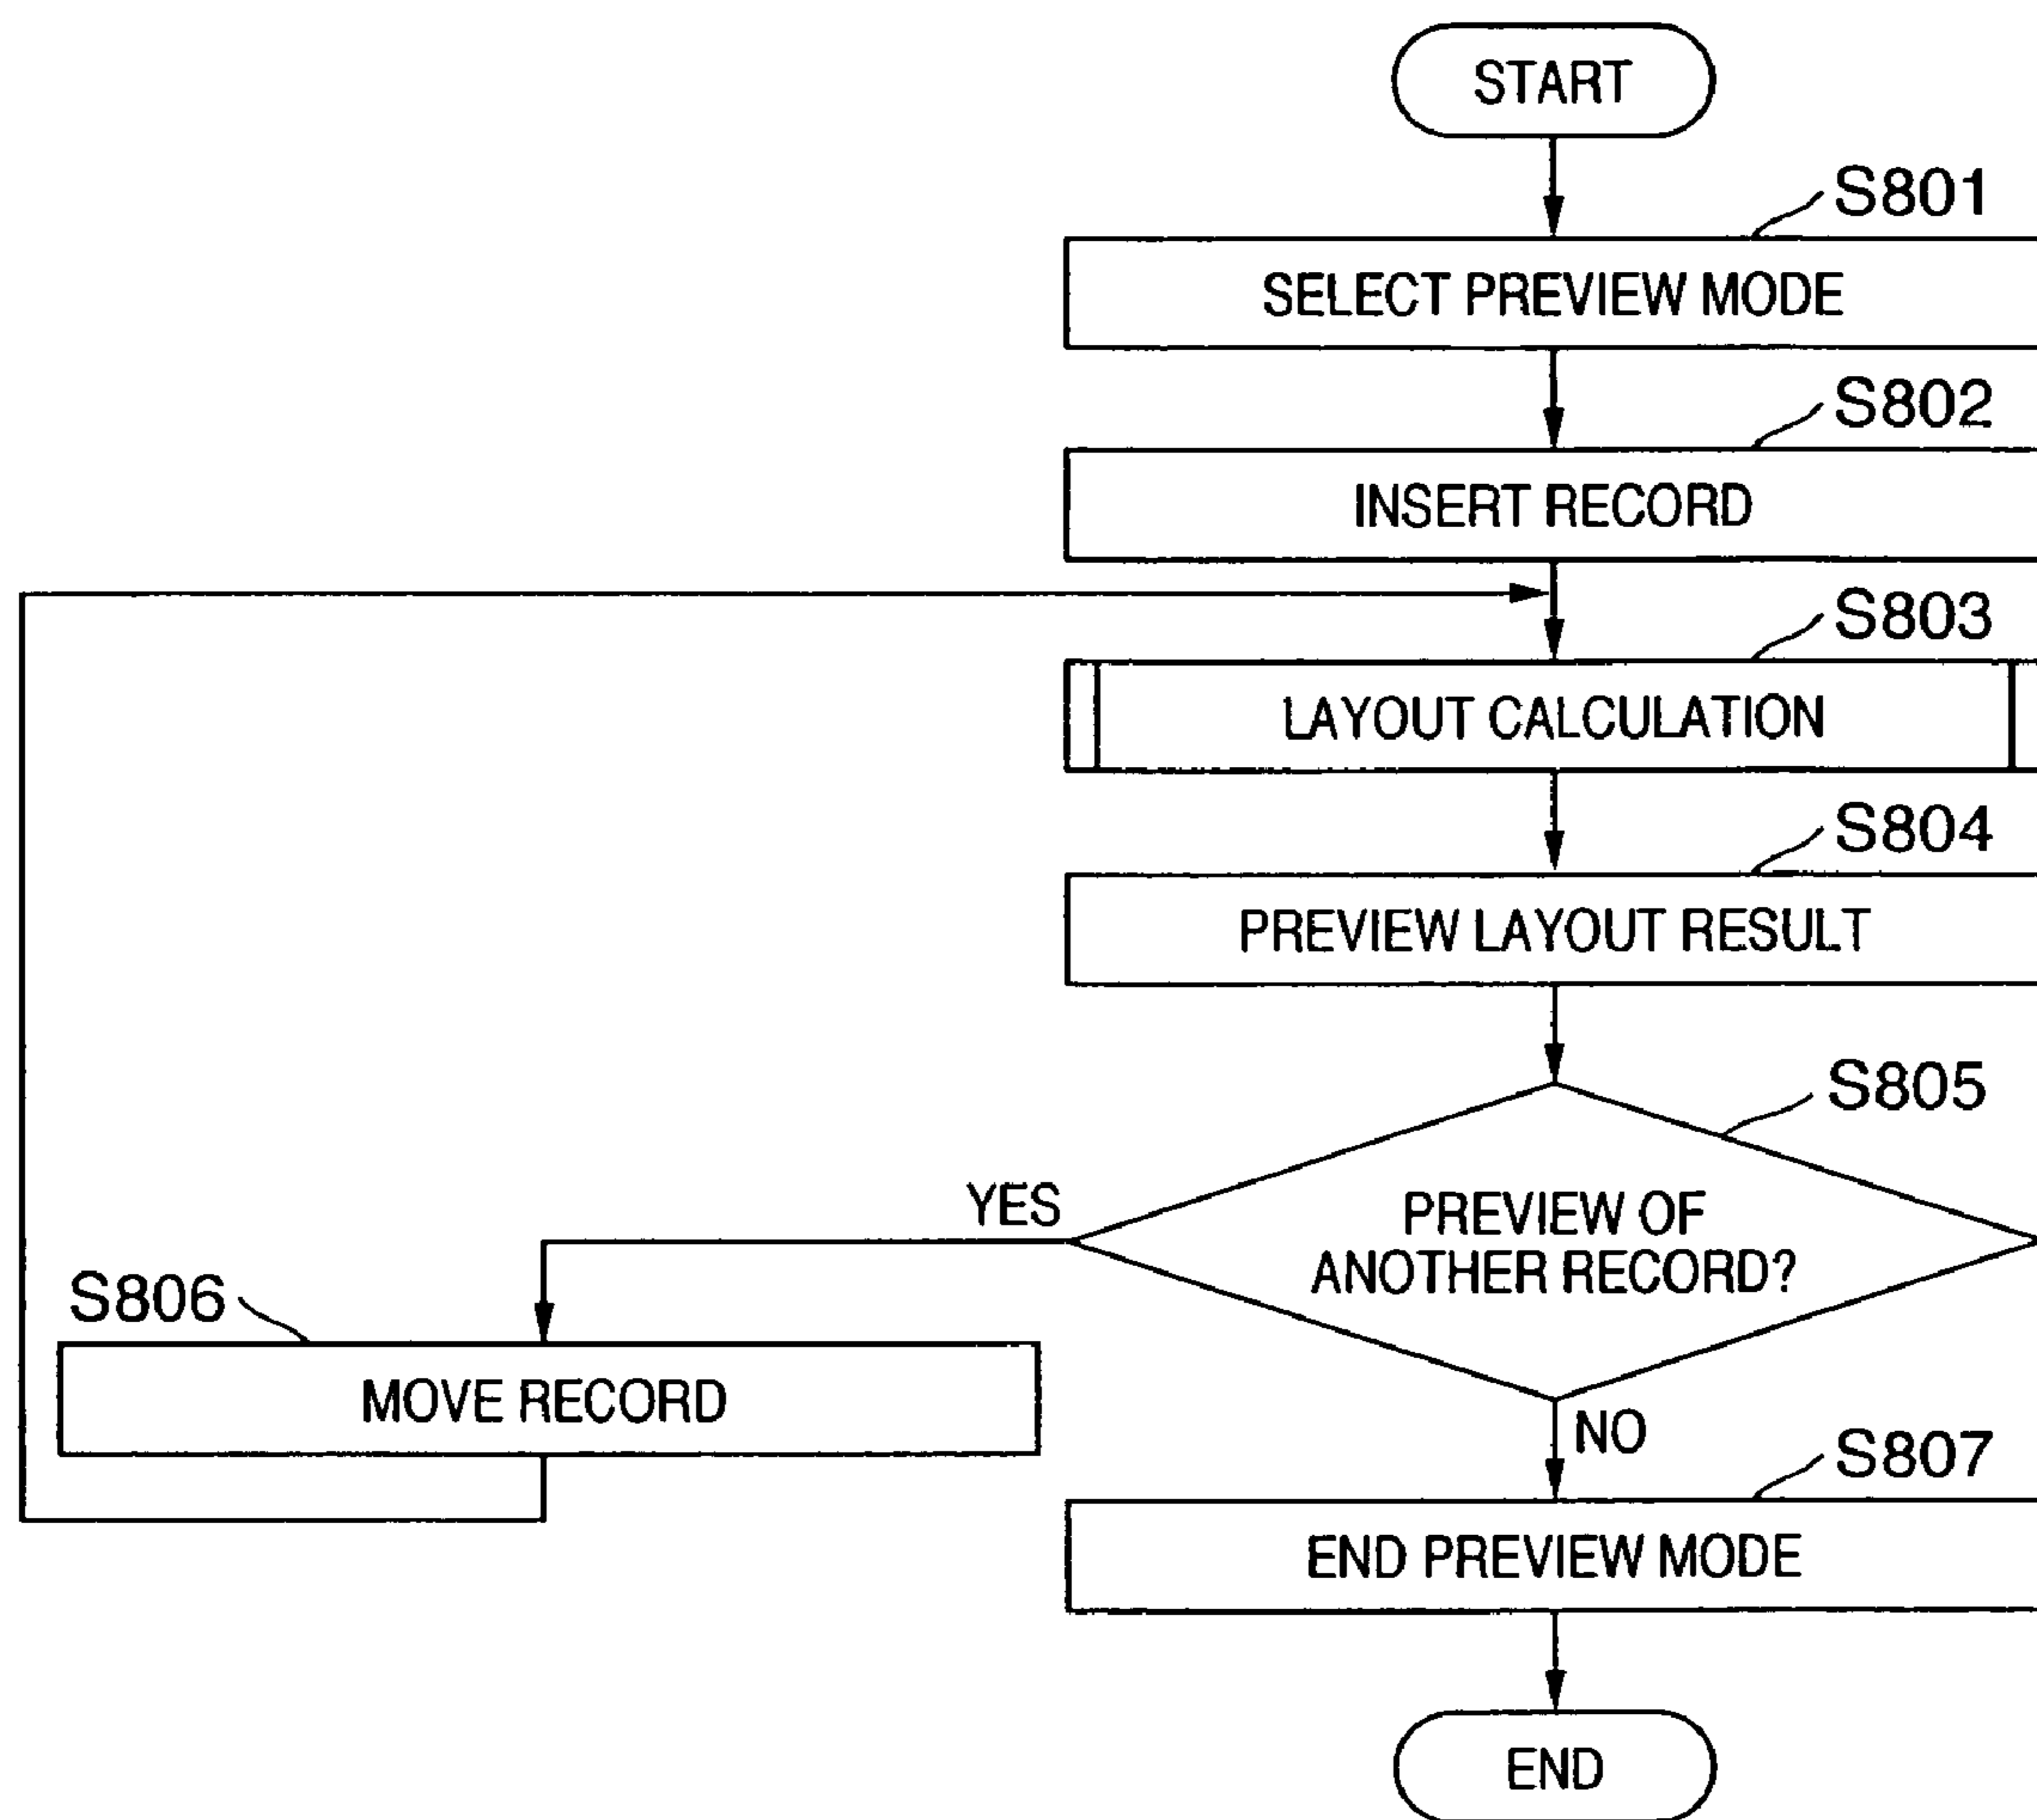 START
S801
SELECT PREVIEW MODE
S802
INSERT RECORD
S803
LAYOUT CALCULATION
S804
PREVIEW LAYOUT RESULT
S805
PREVIEW OF
ANOTHER RECORD?
YES
S806
MOVE RECORD
NO
S807
END PREVIEW MODE
END